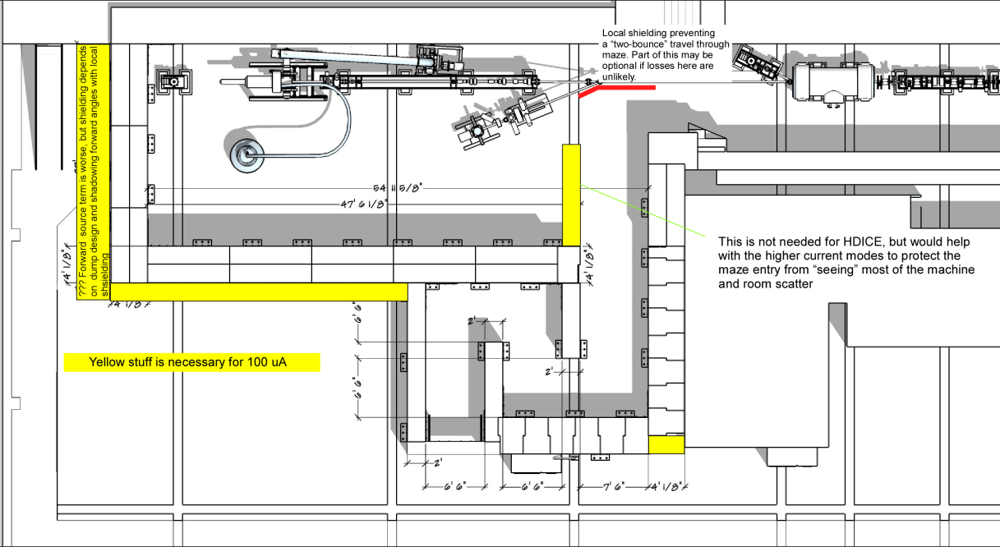 Local shielding preventing
a “two-bounce” travel through
maze. Part of this may be
optional if losses here are
unlikely.
??? Forward source term is worse, but shielding depends
on dump design and shadowing forward angles with local
shsielding
54 11 5/8"
47' 6 1/8"
This is not needed for HDICE, but would help
with the higher current modes to protect the
maze entry from “seeing” most of the machine
and room scatter
4' 1/8"
4' 1/8"
4' 1/8"
6' 6"
2'
Yellow stuff is necessary for 100 uA
6' 6"
2'
2'
6' 6"
6' 6"
7' 6"
4' 1/8"